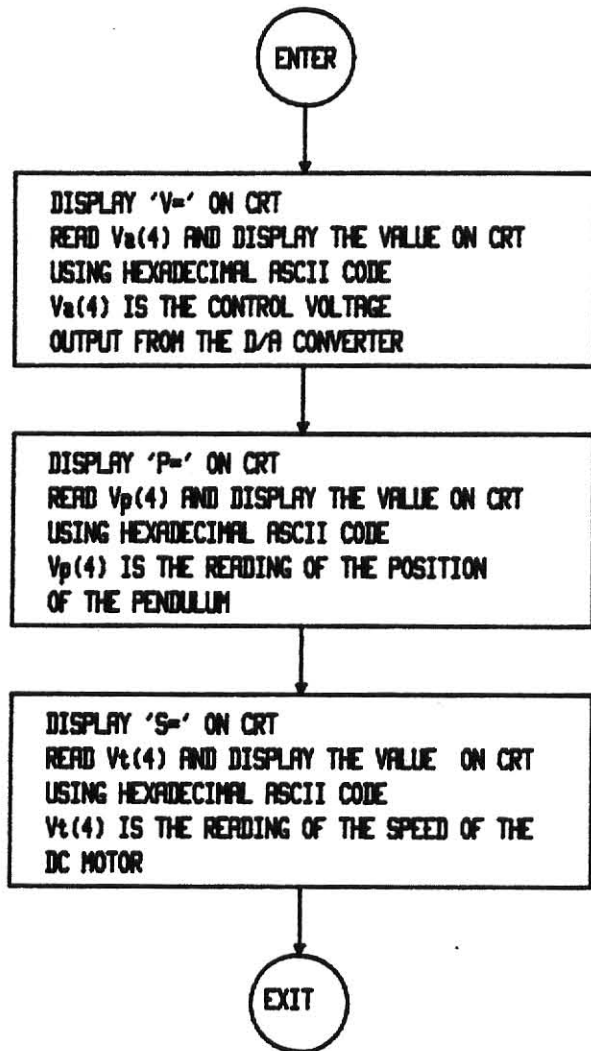 ENTER
DISPLAY 'V=' ON CRT
READ Va(4) AND DISPLAY THE VALUE ON CRT
USING HEXADECIMAL ASCII CODE
Va(4) IS THE CONTROL VOLTAGE
OUTPUT FROM THE D/A CONVERTER
DISPLAY 'P=' ON CRT
READ Vp(4) AND DISPLAY THE VALUE ON CRT
USING HEXADECIMAL ASCII CODE
Vp(4) IS THE READING OF THE POSITION
OF THE PENDULUM
DISPLAY 'S=' ON CRT
READ Vt(4) AND DISPLAY THE VALUE ON CRT
USING HEXADECIMAL ASCII CODE
Vt(4) IS THE READING OF THE SPEED OF THE
DC MOTOR
EXIT